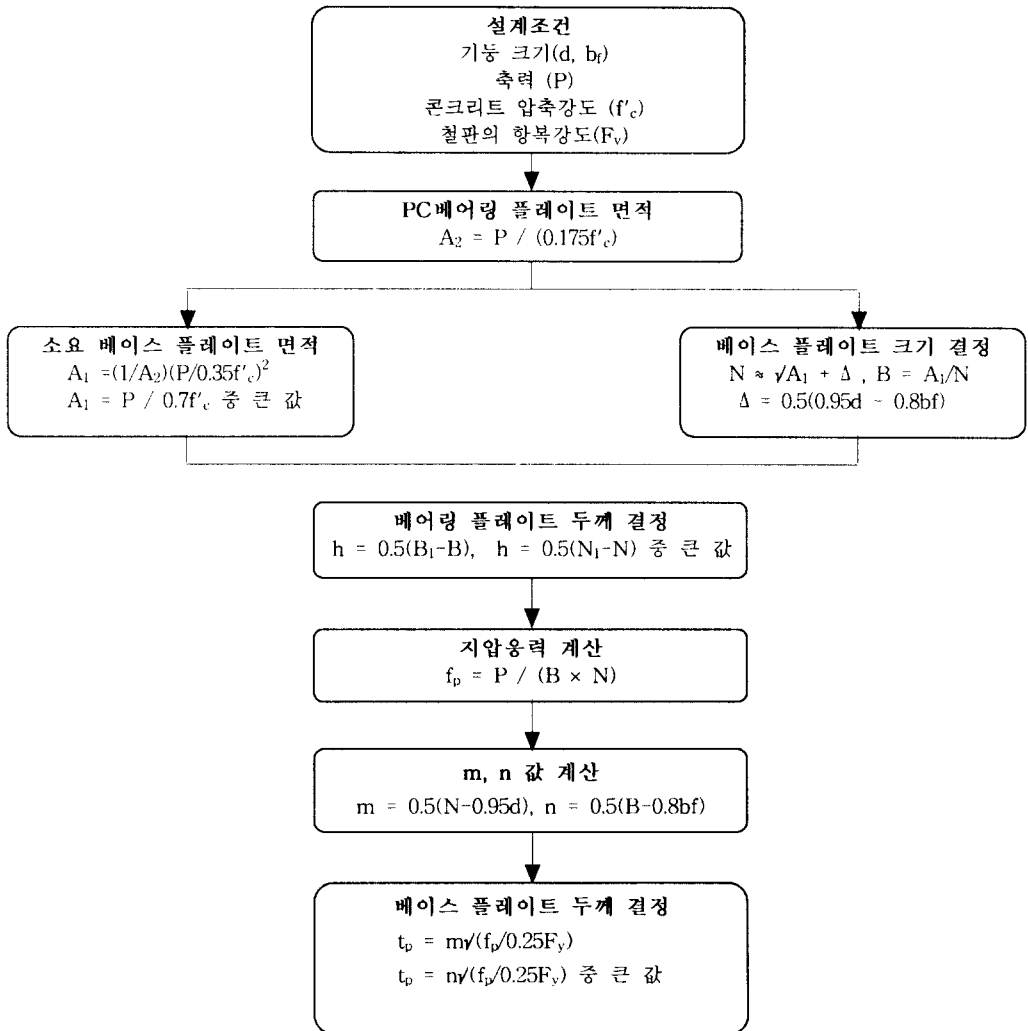 설계조건
기둥 크기(d, bf)
축력 (P)
콘크리트 압축강도 (f'c)
철판의 항복강도(Fy)
PC베어링 플레이트 면적
A2 = P / (0.175f'c)
소요 베이스 플레이트 면적
A1 =(1/A2)(P/0.35f'c)2
A1 = P / 0.7f'c 중 큰 값
베이스 플레이트 크기 결정
N ≈ √A1 + Δ , B = A1/N
Δ = 0.5(0.95d - 0.8bf)
베어링 플레이트 두께 결정
h = 0.5(B1-B), h = 0.5(N1-N) 중 큰 값
지압응력 계산
fp = P / (B × N)
m, n 값 계산
m = 0.5(N-0.95d), n = 0.5(B-0.8bf)
베이스 플레이트 두께 결정
tp = m√(fp/0.25Fy)
tp = n√(fp/0.25Fy) 중 큰 값